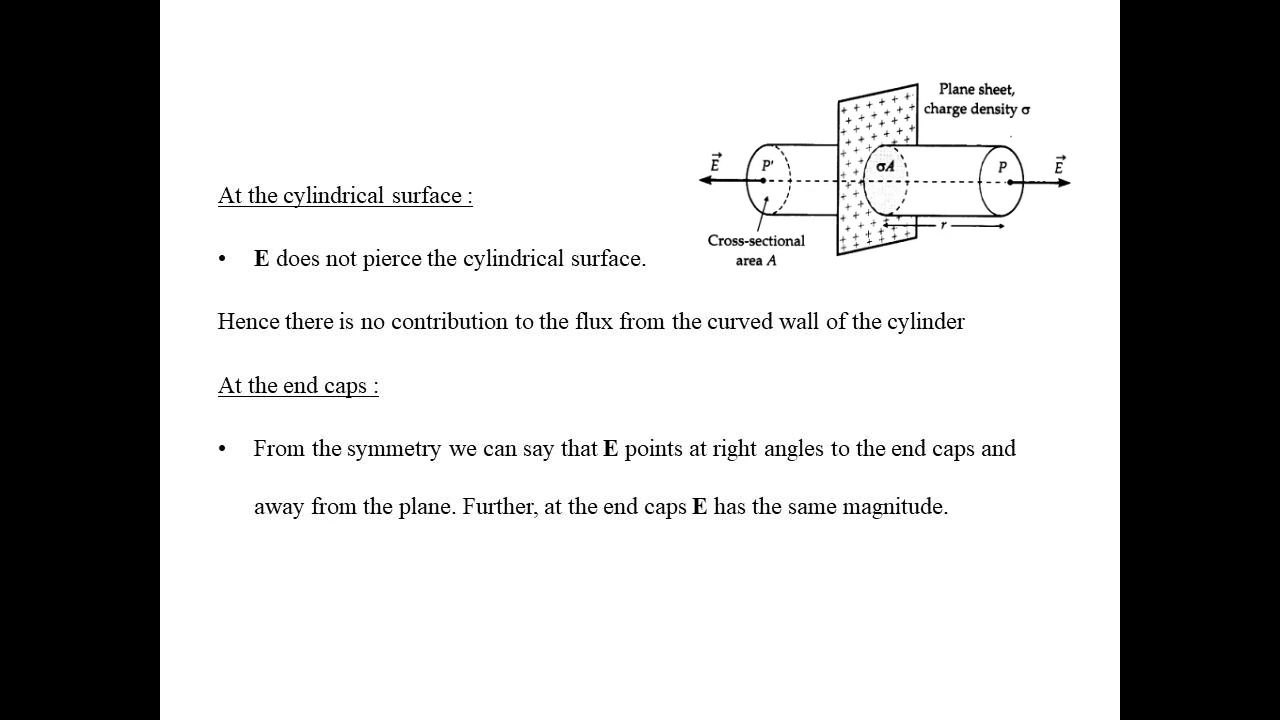 Plane sheet,
charge density σ
E P' σA P E
r
Cross-sectional
area A
At the cylindrical surface :
• E does not pierce the cylindrical surface.
Hence there is no contribution to the flux from the curved wall of the cylinder
At the end caps :
• From the symmetry we can say that E points at right angles to the end caps and
away from the plane. Further, at the end caps E has the same magnitude.